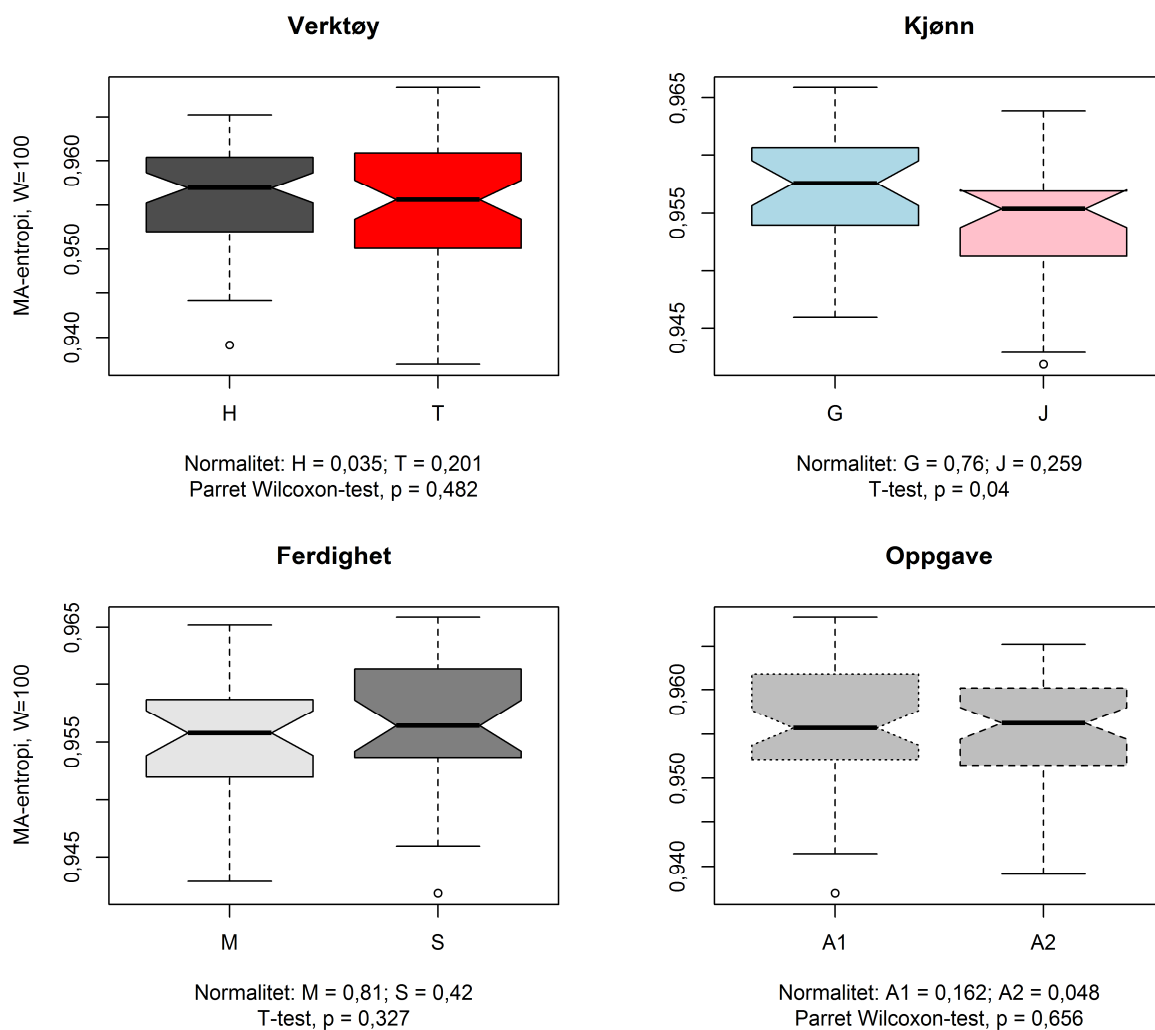 Verktøy
MA-entropi, W=100
0,960
0,950
0,940
H T
Normalitet: H = 0,035; T = 0,201
Parret Wilcoxon-test, p = 0,482
Kjønn
0,965
0,955
0,945
G J
Normalitet: G = 0,76; J = 0,259
T-test, p = 0,04
Ferdighet
MA-entropi, W=100
0,965
0,955
0,945
M S
Normalitet: M = 0,81; S = 0,42
T-test, p = 0,327
Oppgave
0,960
0,950
0,940
A1 A2
Normalitet: A1 = 0,162; A2 = 0,048
Parret Wilcoxon-test, p = 0,656